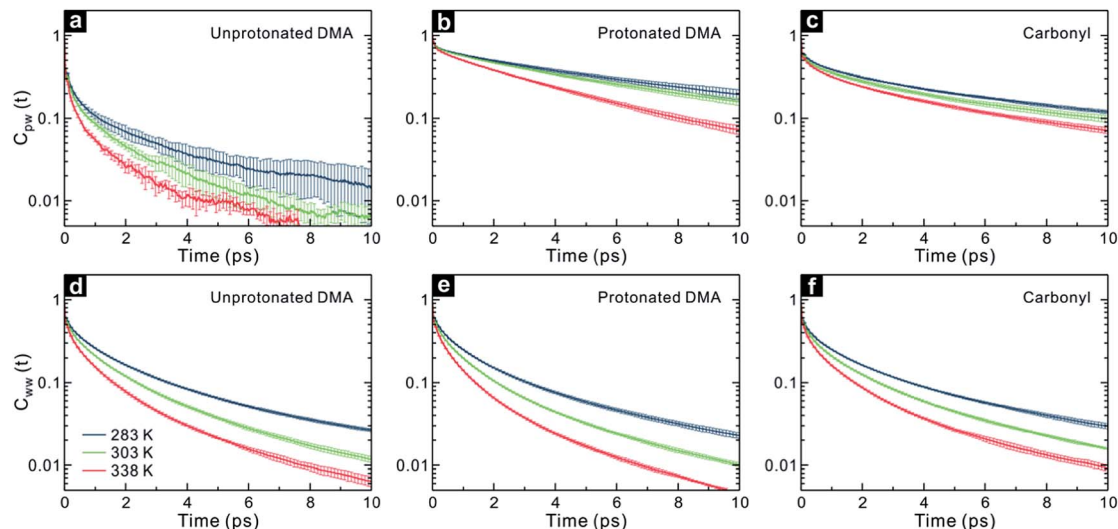 a
Unprotonated DMA
1
0.1
0.01
C_pw (t)
0 2 4 6 8 10
Time (ps)
b
Protonated DMA
1
0.1
0.01
0 2 4 6 8 10
Time (ps)
c
Carbonyl
1
0.1
0.01
0 2 4 6 8 10
Time (ps)
d
Unprotonated DMA
1
0.1
0.01
C_ww (t)
283 K
303 K
338 K
0 2 4 6 8 10
Time (ps)
e
Protonated DMA
1
0.1
0.01
0 2 4 6 8 10
Time (ps)
f
Carbonyl
1
0.1
0.01
0 2 4 6 8 10
Time (ps)